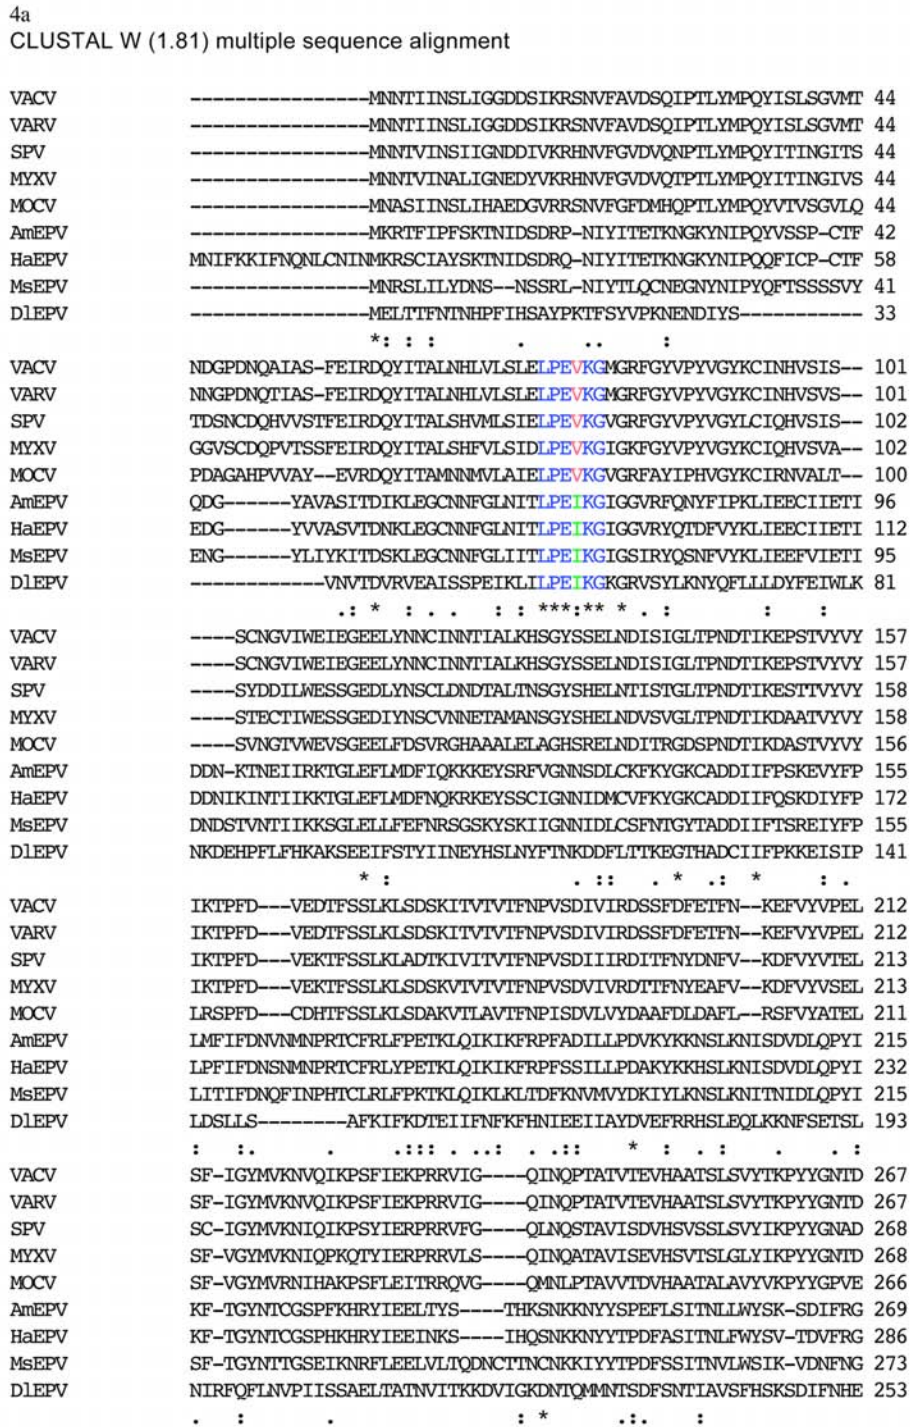 4a
CLUSTAL W (1.81) multiple sequence alignment
VACV ----------------MNNTIINSLIGGDDSIKRSNVFAVDSQIPTLYMPQYISLSGVMT 44
VARV ----------------MNNTIINSLIGGDDSIKRSNVFAVDSQIPTLYMPQYISLSGVMT 44
SPV ----------------MNNTVINSIIGNDDIVKRHNVFGVDVQNPTLYMPQYITINGITS 44
MYXV ----------------MNNTVINALIGNEDYVKRHNVFGVDVQTPTLYMPQYITINGIVS 44
MOCV ----------------MNASIINSLIHAEDGVRRSNVFGFDMHQPTLYMPQYVTVSGVLQ 44
AmEPV ----------------MKRTFIPFSKTNIDSDRP-NIYITETKNGKYNIPQYVSSP-CTF 42
HaEPV MNIFKKIFNQNLCNINMKRSCIAYSKTNIDSDRQ-NIYITETKNGKYNIPQQFICP-CTF 58
MsEPV ----------------MNRSLILYDNS--NSSRL-NIYTLQCNEGNYNIPYQFTSSSSVY 41
DlEPV ----------------MELTTFNTNHPFIHSAYPKTFSYVPKNENDIYS----------- 33
*: : : . .. :
VACV NDGPDNQAIAS-FEIRDQYITALNHLVLSLELPEVKGMGRFGYVPYVGYKCINHVSIS-- 101
VARV NNGPDNQTIAS-FEIRDQYITALNHLVLSLELPEVKGMGRFGYVPYVGYKCINHVSVS-- 101
SPV TDSNCDQHVVSTFEIRDQYITALSHVMLSIELPEVKGVGRFGYVPYVGYLCIQHVSIS-- 102
MYXV GGVSCDQPVTSSFEIRDQYITALSHFVLSIDLPEVKGIGKFGYVPYVGYKCIQHVSVA-- 102
MOCV PDAGAHPVVAY--EVRDQYITAMNNMVLAIELPEVKGVGRFAYIPHVGYKCIRNVALT-- 100
AmEPV QDG------YAVASITDIKLEGCNNFGLNITLPEIKGIGGVRFQNYFIPKLIEECIIETI 96
HaEPV EDG------YVVASVTDNKLEGCNNFGLNITLPEIKGIGGVRYQTDFVYKLIEECIIETI 112
MsEPV ENG------YLIYKITDSKLEGCNNFGLIITLPEIKGIGSIRYQSNFVYKLIEEFVIETI 95
DlEPV ------------VNVTDVRVEAISSPEIKLILPEIKGKGRVSYLKNYQFLLLDYFEIWLK 81
.: * : . . : : ***:** * . : : :
VACV ----SCNGVIWEIEGEELYNNCINNTIALKHSGYSSELNDISIGLTPNDTIKEPSTVYVY 157
VARV ----SCNGVIWEIEGEELYNNCINNTIALKHSGYSSELNDISIGLTPNDTIKEPSTVYVY 157
SPV ----SYDDILWESSGEDLYNSCLDNDTALTNSGYSHELNTISTGLTPNDTIKESTTVYVY 158
MYXV ----STECTIWESSGEDIYNSCVNNETAMANSGYSHELNDVSVGLTPNDTIKDAATVYVY 158
MOCV ----SVNGTVWEVSGEELFDSVRGHAAALELAGHSRELNDITRGDSPNDTIKDASTVYVY 156
AmEPV DDN-KTNEIIRKTGLEFLMDFIQKKKEYSRFVGNNSDLCKFKYGKCADDIIFPSKEVYFP 155
HaEPV DDNIKINTIIKKTGLEFLMDFNQKRKEYSSCIGNNIDMCVFKYGKCADDIIFQSKDIYFP 172
MsEPV DNDSTVNTIIKKSGLELLFEFNRSGSKYSKIIGNNIDLCSFNTGYTADDIIFTSREIYFP 155
DlEPV NKDEHPFLFHKAKSEEIFSTYIINEYHSLNYFTNKDDFLTTKEGTHADCIIFPKKEISIP 141
* : . :: . * .: * : .
VACV IKTPFD---VEDTFSSLKLSDSKITVTVTFNPVSDIVIRDSSFDFETFN--KEFVYVPEL 212
VARV IKTPFD---VEDTFSSLKLSDSKITVTVTFNPVSDIVIRDSSFDFETFN--KEFVYVPEL 212
SPV IKTPFD---VEKTFSSLKLADTKIVITVTFNPVSDIIIRDITFNYDNFV--KDFVYVTEL 213
MYXV IKTPFD---VEKTFSSLKLSDSKVTVTVTFNPVSDVIVRDTTFNYEAFV--KDFVYVSEL 213
MOCV LRSPFD---CDHTFSSLKLSDAKVTLAVTFNPISDVLVYDAAFDLDAFL--RSFVYATEL 211
AmEPV LMFIFDNVNMNPRTCFRLYPETKLQIKIKFRPFADILLPDVKYKKNSLKNISDVDLQPYI 215
HaEPV LPFIFDNSNMNPRTCFRLYPETKLQIKIKFRPFSSILLPDAKYKKHSLKNISDVDLQPYI 232
MsEPV LITIFDNQFINPHTCLRLFPKTKLQIKLKLTDFKNVMVYDKIYLKNSLKNITNIDLQPYI 215
DlEPV LDSLLS--------AFKIFKDTEIIFNFKFHNIEEIIAYDVEFRRHSLEQLKKNFSETSL 193
: :. . .::: . ..: .:: * : : . :
VACV SF-IGYMVKNVQIKPSFIEKPRRVIG----QINQPTATVTEVHAATSLSVYTKPYYGNTD 267
VARV SF-IGYMVKNVQIKPSFIEKPRRVIG----QINQPTATVTEVHAATSLSVYTKPYYGNTD 267
SPV SC-IGYMVKNIQIKPSYIERPRRVFG----QLNQSTAVISDVHSVSSLSVYIKPYYGNAD 268
MYXV SF-VGYMVKNIQPKQTYIERPRRVLS----QINQATAVISEVHSVTSLGLYIKPYYGNTD 268
MOCV SF-VGYMVRNIHAKPSFLEITRRQVG----QMNLPTAVVTDVHAATALAVYVKPYYGPVE 266
AmEPV KF-TGYNTCGSPFKHRYIEELTYS----THKSNKKNYYSPEFLSITNLLWYSK-SDIFRG 269
HaEPV KF-TGYNTCGSPHKHRYIEEINKS----IHQSNKKNYYTPDFASITNLFWYSV-TDVFRG 286
MsEPV SF-TGYNTTGSEIKNRFLEELVLTQDNCTTNCNKKIYYTPDFSSITNVLWSIK-VDNFNG 273
DlEPV NIRFQFLNVPIISSAELTATNVITKKDVIGKDNTQMMNTSDFSNTIAVSFHSKSDIFNHE 253
. : . : * .:. :